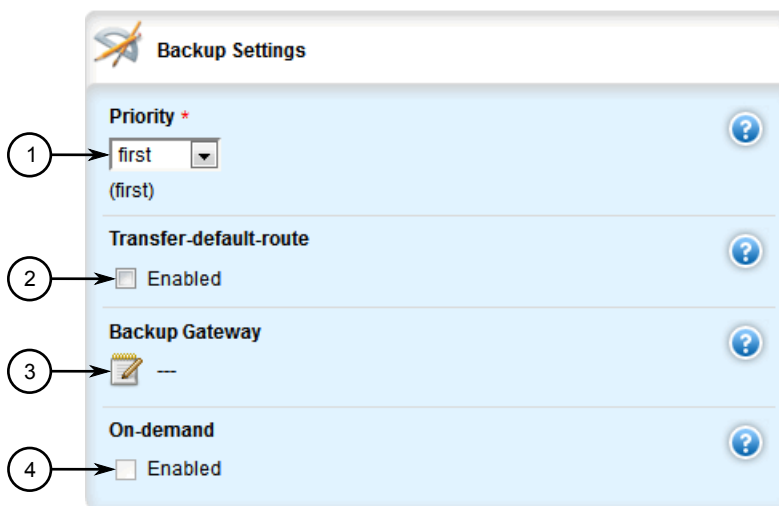 Backup Settings
Priority *
1
first
(first)
Transfer-default-route
2
Enabled
Backup Gateway
3
---
On-demand
4
Enabled